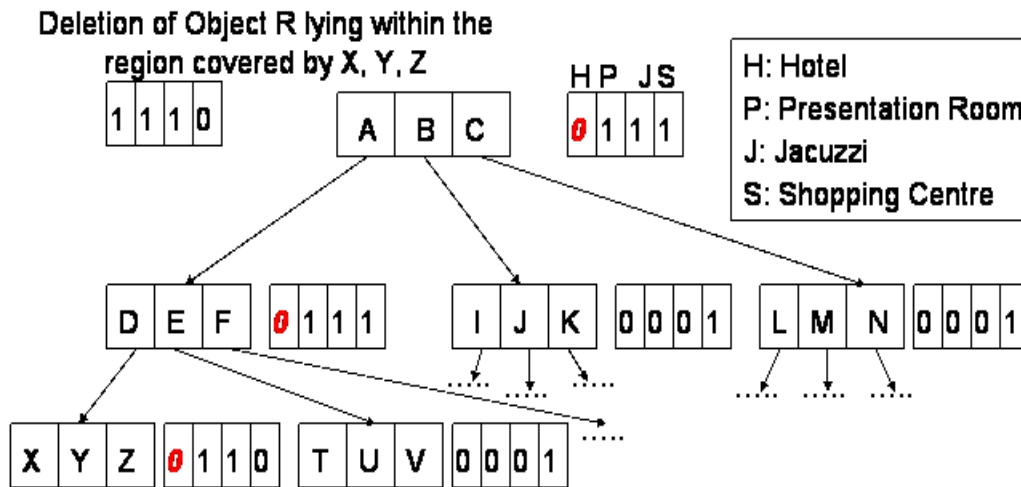 Deletion of Object R lying within the
region covered by X, Y, Z
1 1 1 0
A B C
H P J S
0 1 1 1
H: Hotel
P: Presentation Room
J: Jacuzzi
S: Shopping Centre
D E F
0 1 1 1
I J K
0 0 0 1
L M N
0 0 0 1
.....
.....
.....
.....
.....
.....
.....
X Y Z
0 1 1 0
T U V
0 0 0 1